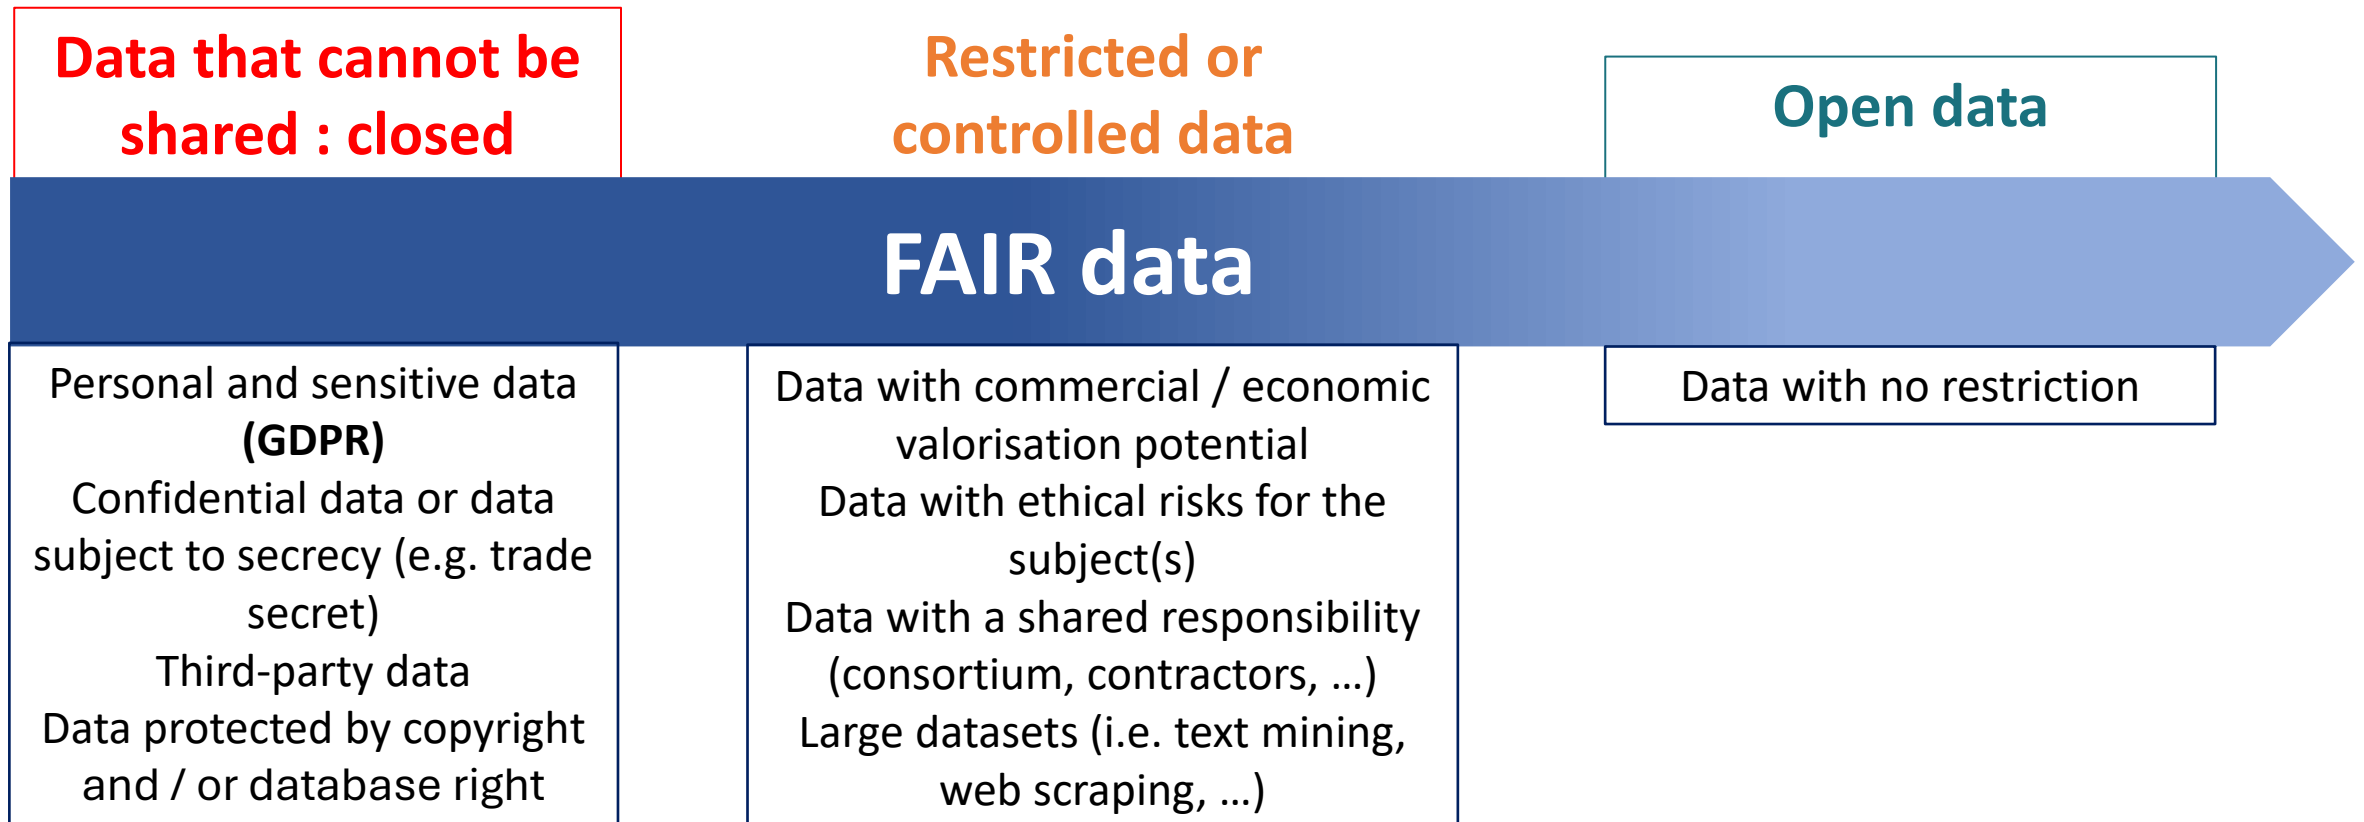 Data that cannot be
shared : closed
Restricted or
controlled data
Open data
FAIR data
Personal and sensitive data
(GDPR)
Confidential data or data
subject to secrecy (e.g. trade
secret)
Third-party data
Data protected by copyright
and / or database right
Data with commercial / economic
valorisation potential
Data with ethical risks for the
subject(s)
Data with a shared responsibility
(consortium, contractors, …)
Large datasets (i.e. text mining,
web scraping, …)
Data with no restriction